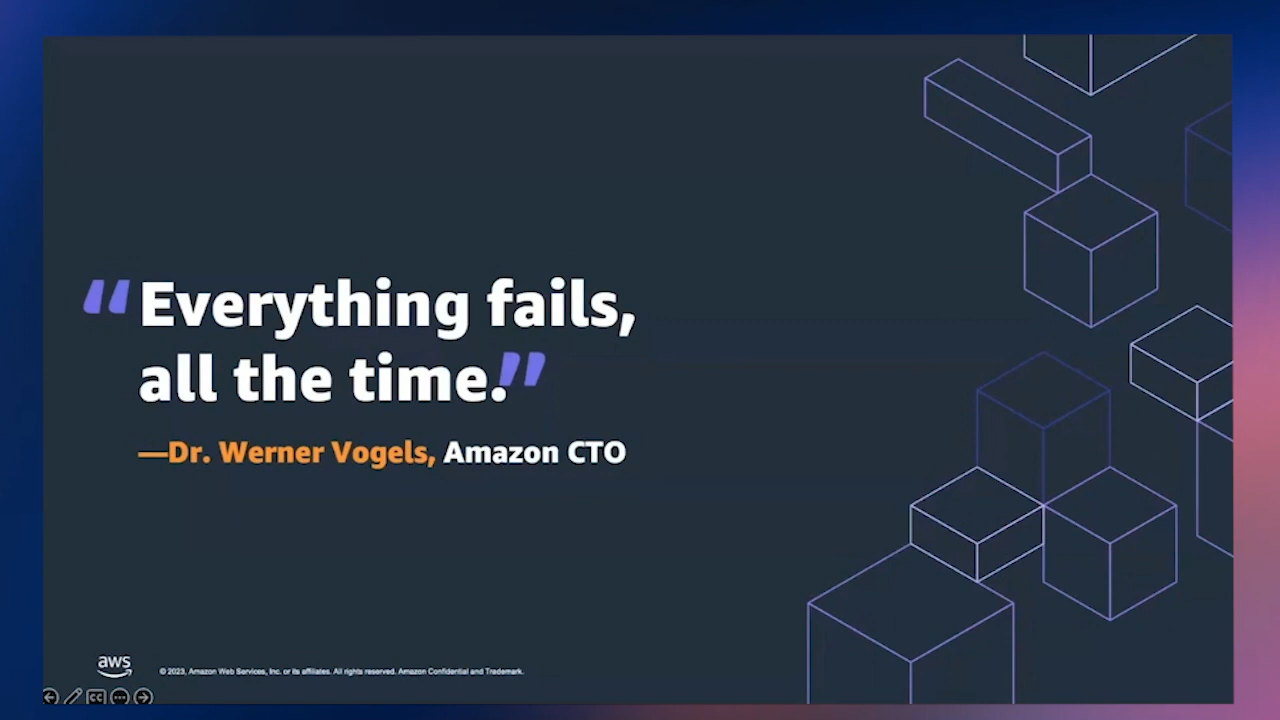 “Everything fails,
all the time.”
—Dr. Werner Vogels, Amazon CTO
aws
© 2023, Amazon Web Services, Inc. or its affiliates. All rights reserved. Amazon Confidential and Trademark.
CC